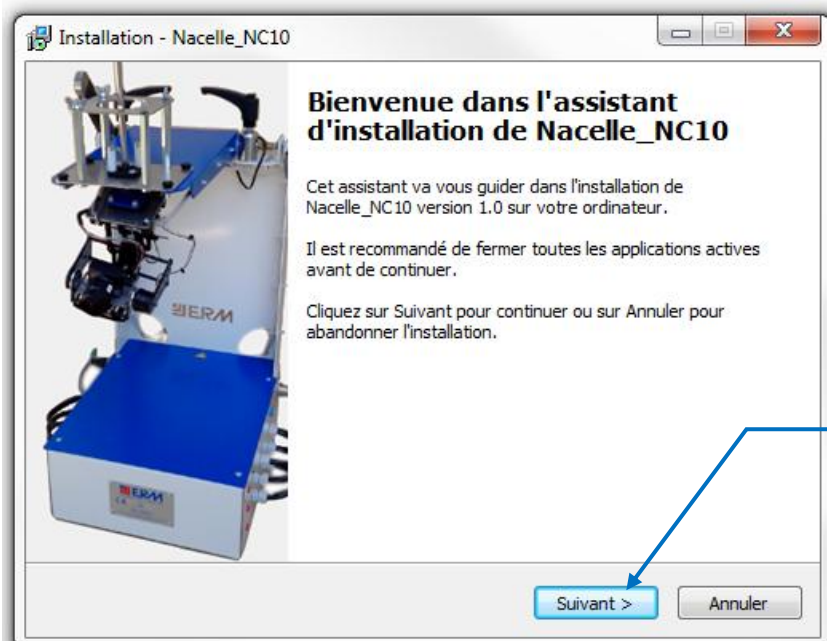 Installation - Nacelle_NC10
Bienvenue dans l'assistant
d'installation de Nacelle_NC10
Cet assistant va vous guider dans l'installation de
Nacelle_NC10 version 1.0 sur votre ordinateur.
Il est recommandé de fermer toutes les applications actives
avant de continuer.
Cliquez sur Suivant pour continuer ou sur Annuler pour
abandonner l'installation.
ERM
ERM
Suivant >
Annuler